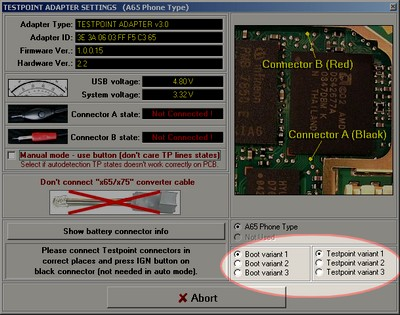 TESTPOINT ADAPTER SETTINGS (A65 Phone Type)
Adapter Type: TESTPOINT ADAPTER v3.0
Adapter ID: 3E 3A 06 03 FF F5 C3 65
Firmware Ver.: 1.0.0.15
Hardware Ver.: 2.2
USB voltage: 4.80 V
System voltage: 3.32 V
Connector A state: Not Connected !
Connector B state: Not Connected !
Manual mode - use button (don't care TP lines states)
Select if autodetection TP states doesn't work correctly on PCB.
Don't connect "x65/x75" converter cable
Show battery connector info
Please connect Testpoint connectors in
correct places and press IGN button on
black connector (not needed in auto mode).
Connector B (Red)
Connector A (Black)
A65 Phone Type
Not Used
Boot variant 1
Boot variant 2
Boot variant 3
Testpoint variant 1
Testpoint variant 2
Testpoint variant 3
Abort